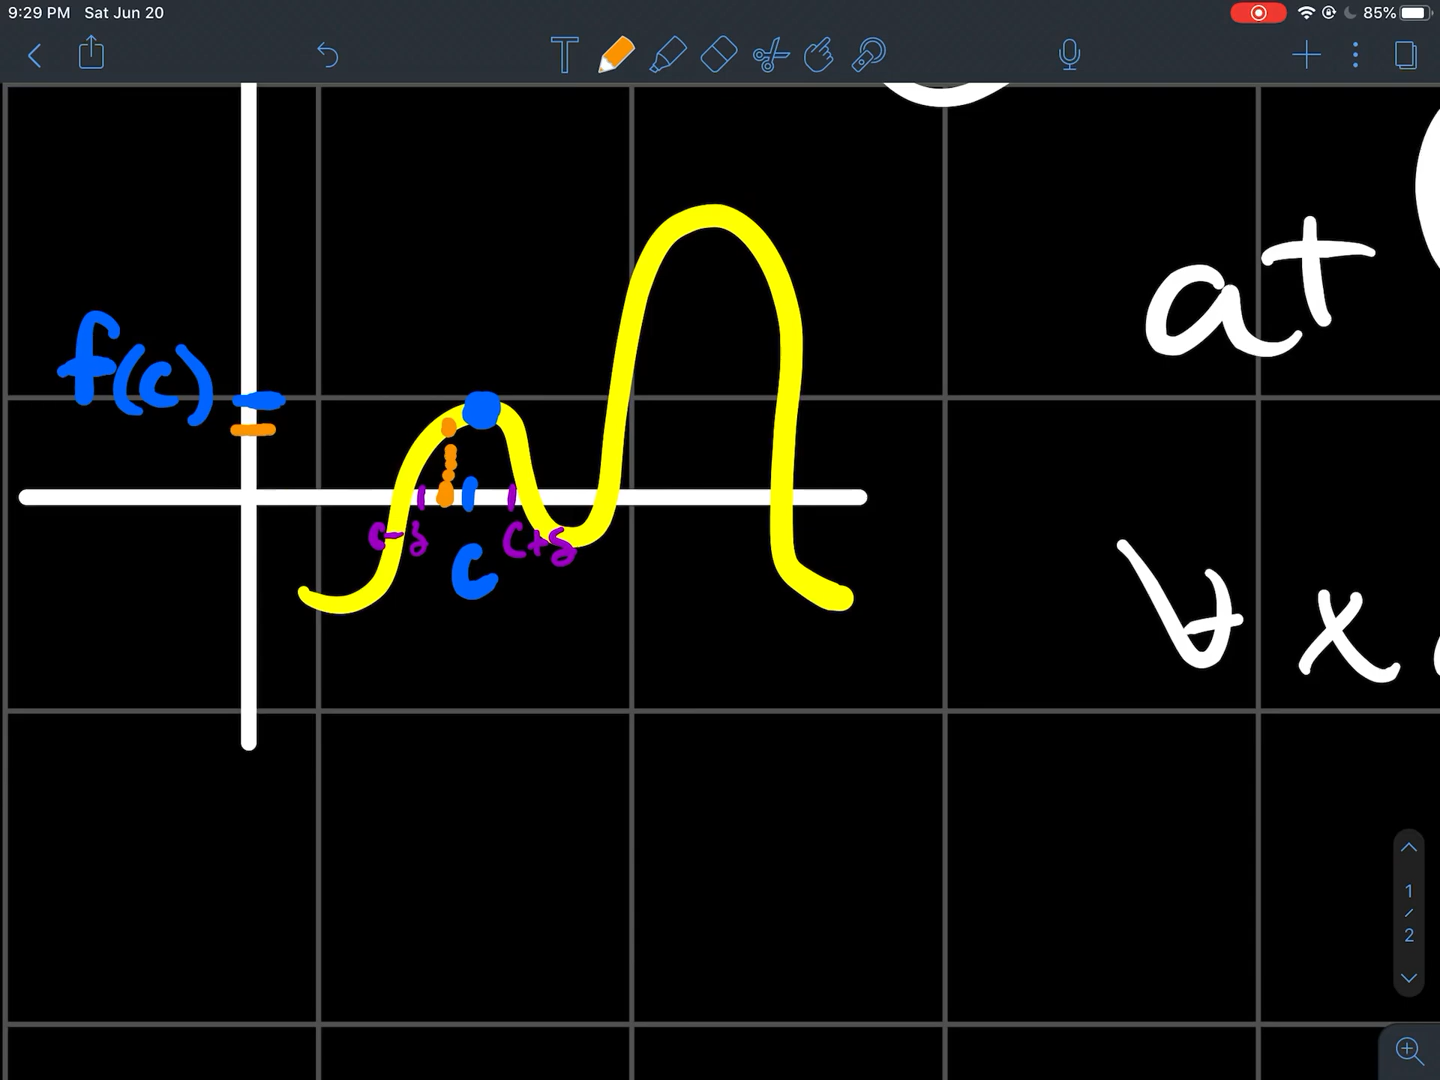 9:29 PM Sat Jun 20
85%
T
at
f(c)
c-δ
c+δ
c
∀ x
1
/
2